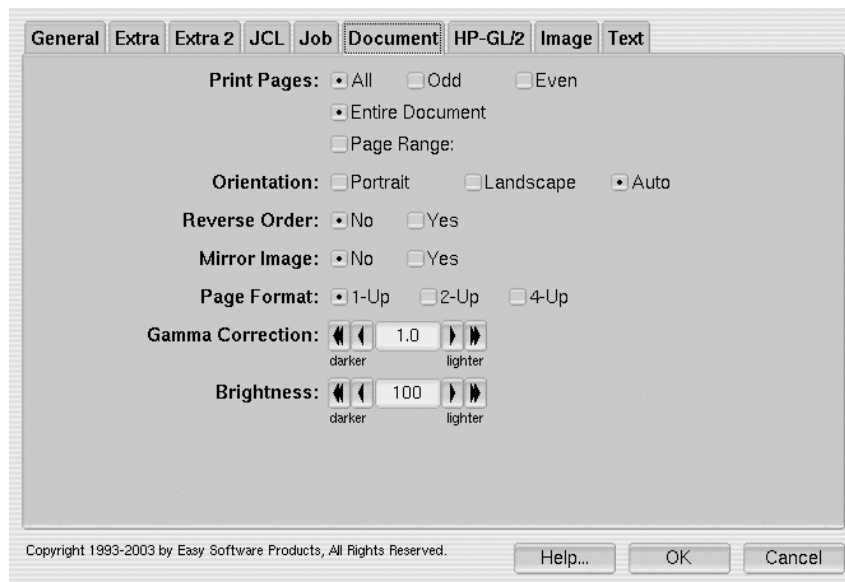 General Extra Extra 2 JCL Job Document HP-GL/2 Image Text
Print Pages: All Odd Even
Entire Document
Page Range:
Orientation: Portrait Landscape Auto
Reverse Order: No Yes
Mirror Image: No Yes
Page Format: 1-Up 2-Up 4-Up
Gamma Correction: 1.0
darker lighter
Brightness: 100
darker lighter
Copyright 1993-2003 by Easy Software Products, All Rights Reserved. Help... OK Cancel